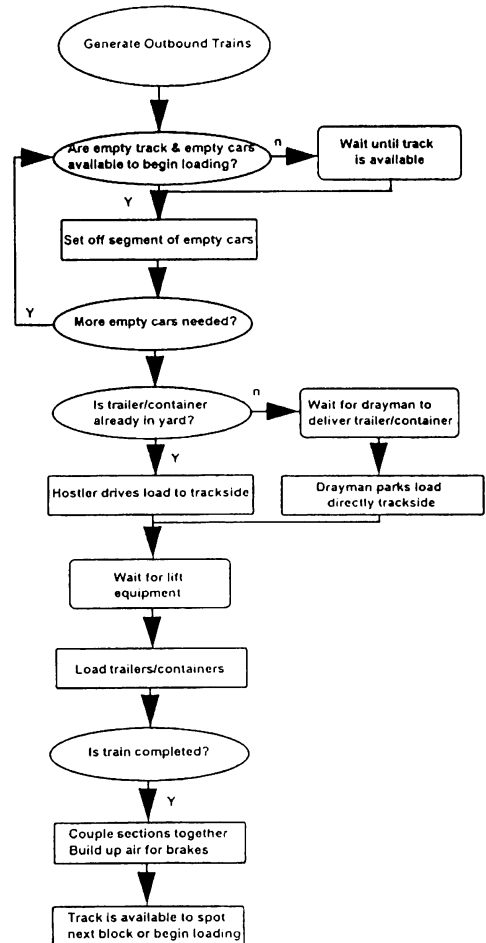 Generate Outbound Trains
Are empty track & empty cars
available to begin loading?
n
Wait until track
is available
Y
Set off segment of empty cars
Y
More empty cars needed?
Is trailer/container
already in yard?
n
Wait for drayman to
deliver trailer/container
Y
Hostler drives load to trackside
Drayman parks load
directly trackside
Wait for lift
equipment
Load trailers/containers
Is train completed?
Y
Couple sections together
Build up air for brakes
Track is available to spot
next block or begin loading